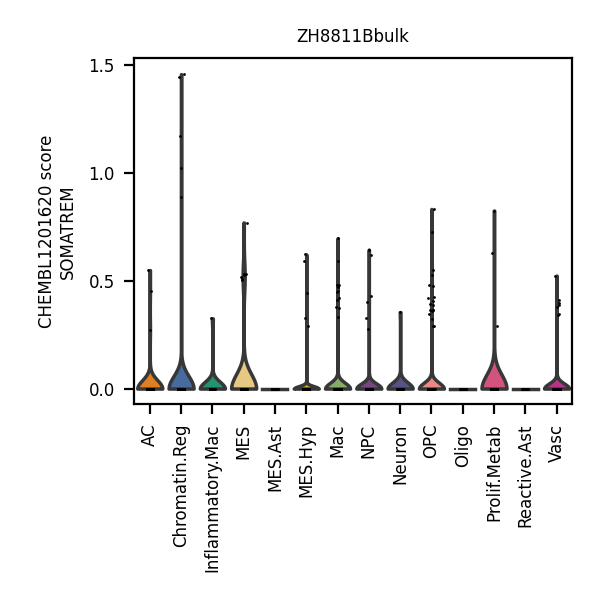 ZH8811Bbulk
CHEMBL1201620 score
SOMATREM
1.5
1.0
0.5
0.0
AC
Chromatin.Reg
Inflammatory.Mac
MES
MES.Ast
MES.Hyp
Mac
NPC
Neuron
OPC
Oligo
Prolif.Metab
Reactive.Ast
Vasc